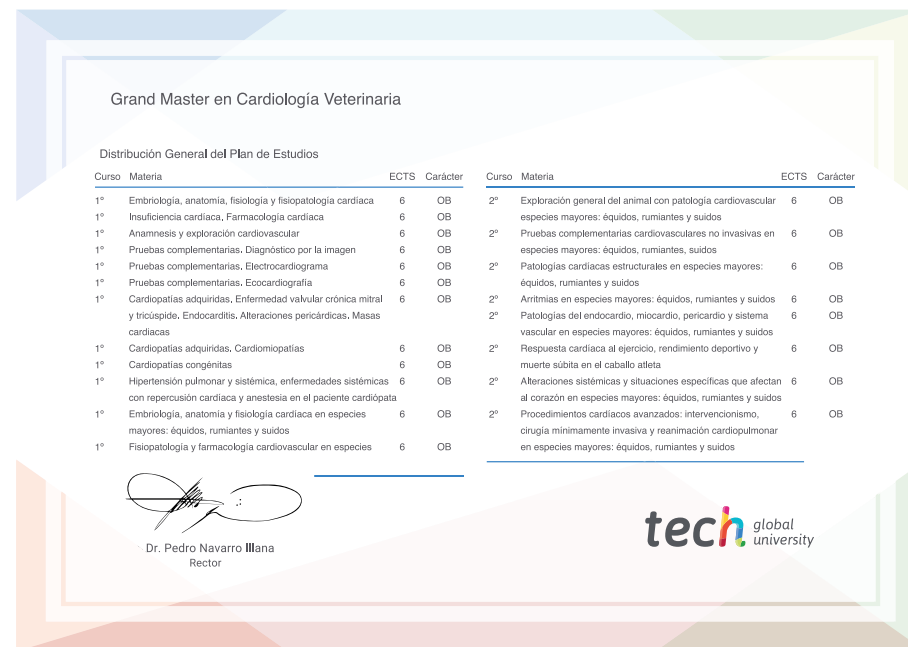 Grand Master en Cardiología Veterinaria
Distribución General del Plan de Estudios
Curso Materia ECTS Carácter
1º Embriología, anatomía, fisiología y fisiopatología cardíaca 6 OB
1º Insuficiencia cardíaca, Farmacología cardíaca 6 OB
1º Anamnesis y exploración cardiovascular 6 OB
1º Pruebas complementarias. Diagnóstico por la imagen 6 OB
1º Pruebas complementarias. Electrocardiograma 6 OB
1º Pruebas complementarias. Ecocardiografía 6 OB
1º Cardiopatías adquiridas. Enfermedad valvular crónica mitral 6 OB
y tricúspide. Endocarditis. Alteraciones pericárdicas. Masas
cardiacas
1º Cardiopatías adquiridas. Cardiomiopatías 6 OB
1º Cardiopatías congénitas 6 OB
1º Hipertensión pulmonar y sistémica, enfermedades sistémicas 6 OB
con repercusión cardíaca y anestesia en el paciente cardiópata
1º Embriología, anatomía y fisiología cardíaca en especies 6 OB
mayores: équidos, rumiantes y suidos
1º Fisiopatología y farmacología cardiovascular en especies 6 OB
Curso Materia ECTS Carácter
2º Exploración general del animal con patología cardiovascular 6 OB
especies mayores: équidos, rumiantes y suidos
2º Pruebas complementarias cardiovasculares no invasivas en 6 OB
especies mayores: équidos, rumiantes, suidos
2º Patologías cardíacas estructurales en especies mayores: 6 OB
équidos, rumiantes y suidos
2º Arritmias en especies mayores: équidos, rumiantes y suidos 6 OB
2º Patologías del endocardio, miocardio, pericardio y sistema 6 OB
vascular en especies mayores: équidos, rumiantes y suidos
2º Respuesta cardíaca al ejercicio, rendimiento deportivo y 6 OB
muerte súbita en el caballo atleta
2º Alteraciones sistémicas y situaciones específicas que afectan 6 OB
al corazón en especies mayores: équidos, rumiantes y suidos
2º Procedimientos cardíacos avanzados: intervencionismo, 6 OB
cirugía mínimamente invasiva y reanimación cardiopulmonar
en especies mayores: équidos, rumiantes y suidos
Dr. Pedro Navarro Illana
Rector
tech global
university